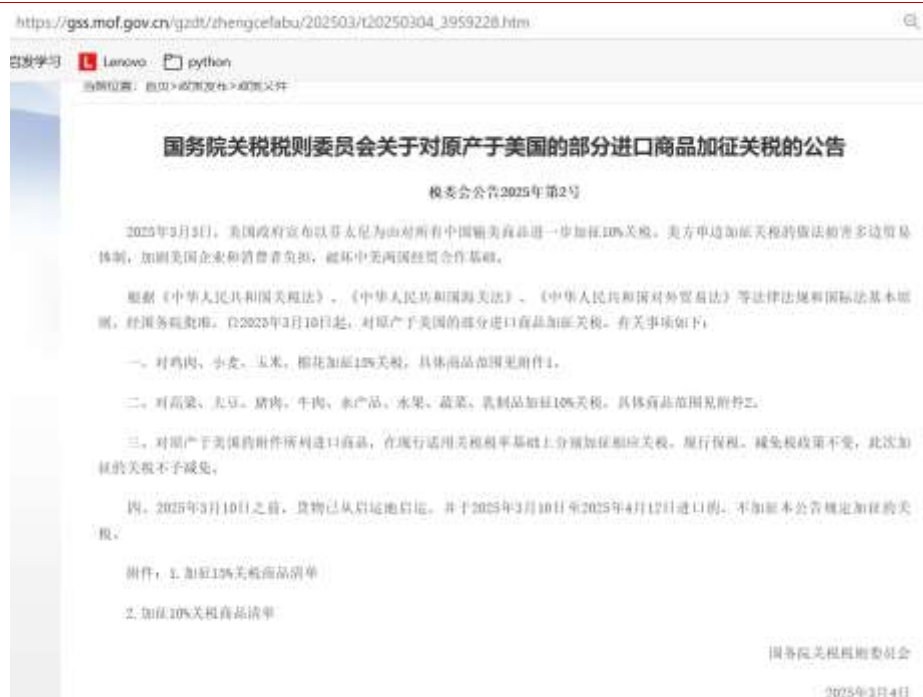 https://gss.mof.gov.cn/gzdt/zhengcefabu/202503/t20250304_3959228.htm
启发学习 L Lenovo python
当前位置：首页>政策发布>政策文件
国务院关税税则委员会关于对原产于美国的部分进口商品加征关税的公告
税委会公告2025年第2号
2025年3月3日，美国政府宣布以芬太尼为由对所有中国输美商品进一步加征10%关税。美方单边加征关税的做法损害多边贸易
体制，加剧美国企业和消费者负担，破坏中美两国经贸合作基础。
根据《中华人民共和国关税法》、《中华人民共和国海关法》、《中华人民共和国对外贸易法》等法律法规和国际法基本原
则，经国务院批准，自2025年3月10日起，对原产于美国的部分进口商品加征关税。有关事项如下：
一、对鸡肉、小麦、玉米、棉花加征15%关税，具体商品范围见附件1。
二、对高粱、大豆、猪肉、牛肉、水产品、水果、蔬菜、乳制品加征10%关税，具体商品范围见附件2。
三、对原产于美国的附件所列进口商品，在现行适用关税税率基础上分别加征相应关税，现行保税、减免税政策不变，此次加
征的关税不予减免。
四、2025年3月10日之前，货物已从启运地启运，并于2025年3月10日至2025年4月12日进口的，不加征本公告规定加征的关
税。
附件：1.加征15%关税商品清单
2.加征10%关税商品清单
国务院关税税则委员会
2025年3月4日